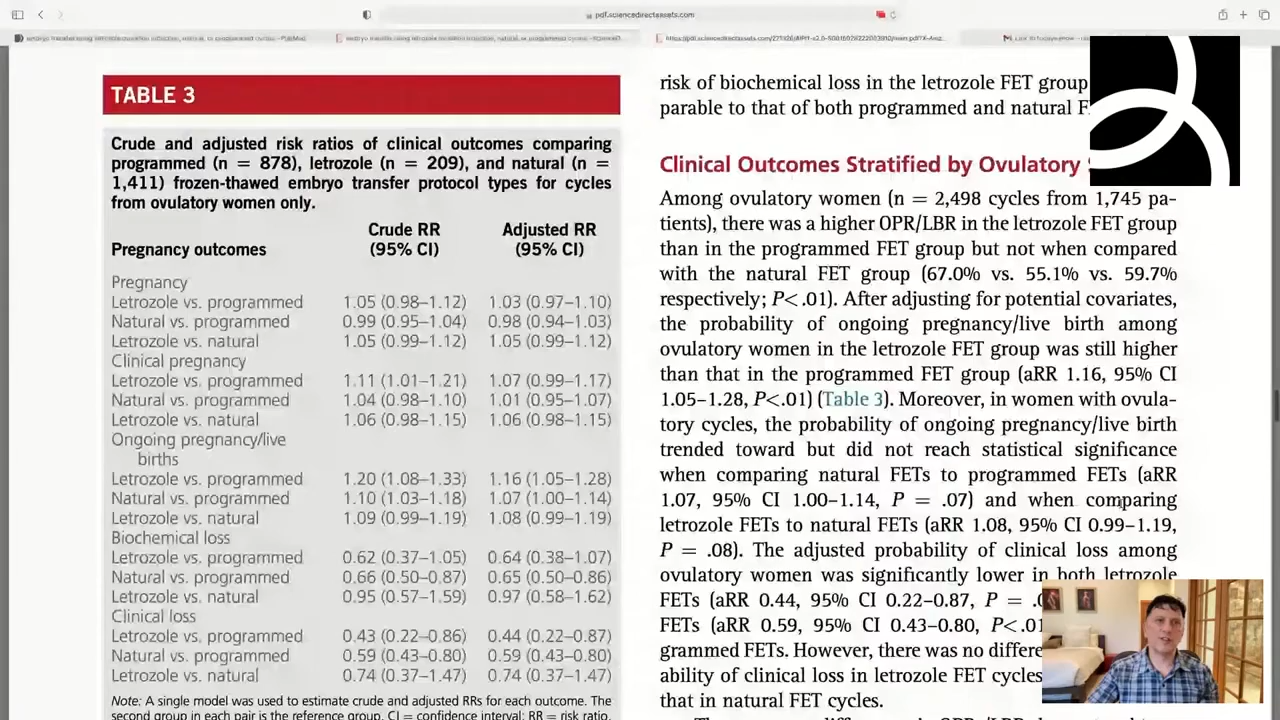 pdf.sciencedirectassets.com
TABLE 3
Crude and adjusted risk ratios of clinical outcomes comparing
programmed (n = 878), letrozole (n = 209), and natural (n =
1,411) frozen-thawed embryo transfer protocol types for cycles
from ovulatory women only.
Pregnancy outcomes Crude RR (95% CI) Adjusted RR (95% CI)
Pregnancy
Letrozole vs. programmed 1.05 (0.98–1.12) 1.03 (0.97–1.10)
Natural vs. programmed 0.99 (0.95–1.04) 0.98 (0.94–1.03)
Letrozole vs. natural 1.05 (0.99–1.12) 1.05 (0.99–1.12)
Clinical pregnancy
Letrozole vs. programmed 1.11 (1.01–1.21) 1.07 (0.99–1.17)
Natural vs. programmed 1.04 (0.98–1.10) 1.01 (0.95–1.07)
Letrozole vs. natural 1.06 (0.98–1.15) 1.06 (0.98–1.15)
Ongoing pregnancy/live
births
Letrozole vs. programmed 1.20 (1.08–1.33) 1.16 (1.05–1.28)
Natural vs. programmed 1.10 (1.03–1.18) 1.07 (1.00–1.14)
Letrozole vs. natural 1.09 (0.99–1.19) 1.08 (0.99–1.19)
Biochemical loss
Letrozole vs. programmed 0.62 (0.37–1.05) 0.64 (0.38–1.07)
Natural vs. programmed 0.66 (0.50–0.87) 0.65 (0.50–0.86)
Letrozole vs. natural 0.95 (0.57–1.59) 0.97 (0.58–1.62)
Clinical loss
Letrozole vs. programmed 0.43 (0.22–0.86) 0.44 (0.22–0.87)
Natural vs. programmed 0.59 (0.43–0.80) 0.59 (0.43–0.80)
Letrozole vs. natural 0.74 (0.37–1.47) 0.74 (0.37–1.47)
Note: A single model was used to estimate crude and adjusted RRs for each outcome. The
second group in each pair is the reference group. CI = confidence interval; RR = risk ratio.
risk of biochemical loss in the letrozole FET group
parable to that of both programmed and natural F
Clinical Outcomes Stratified by Ovulatory
Among ovulatory women (n = 2,498 cycles from 1,745 pa-
tients), there was a higher OPR/LBR in the letrozole FET group
than in the programmed FET group but not when compared
with the natural FET group (67.0% vs. 55.1% vs. 59.7%
respectively; P<.01). After adjusting for potential covariates,
the probability of ongoing pregnancy/live birth among
ovulatory women in the letrozole FET group was still higher
than that in the programmed FET group (aRR 1.16, 95% CI
1.05–1.28, P<.01) (Table 3). Moreover, in women with ovula-
tory cycles, the probability of ongoing pregnancy/live birth
trended toward but did not reach statistical significance
when comparing natural FETs to programmed FETs (aRR
1.07, 95% CI 1.00–1.14, P = .07) and when comparing
letrozole FETs to natural FETs (aRR 1.08, 95% CI 0.99–1.19,
P = .08). The adjusted probability of clinical loss among
ovulatory women was significantly lower in both letrozole
FETs (aRR 0.44, 95% CI 0.22–0.87, P = .0
FETs (aRR 0.59, 95% CI 0.43–0.80, P<.01
grammed FETs. However, there was no differe
ability of clinical loss in letrozole FET cycles
that in natural FET cycles.